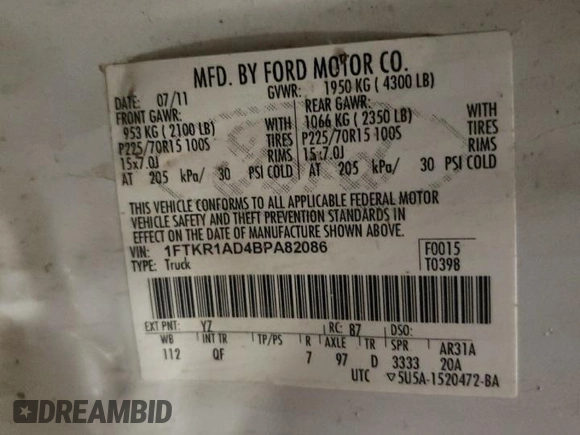 MFD. BY FORD MOTOR CO.
DATE: 07/11 GVWR: 1950 KG ( 4300 LB)
FRONT GAWR: REAR GAWR:
953 KG ( 2100 LB) WITH 1066 KG ( 2350 LB) WITH
P225/70R15 100S TIRES P225/70R15 100S TIRES
15x7.0J RIMS 15x7.0J RIMS
AT 205 kPa/ 30 PSI COLD AT 205 kPa/ 30 PSI COLD
THIS VEHICLE CONFORMS TO ALL APPLICABLE FEDERAL MOTOR
VEHICLE SAFETY AND THEFT PREVENTION STANDARDS IN
EFFECT ON THE DATE OF MANUFACTURE SHOWN ABOVE.
VIN: 1FTKR1AD4BPA82086 F0015
TYPE: Truck T0398
EXT PNT: YZ RC: 87 DSO:
WB INT TR TP/PS R AXLE TR SPR AR31A
112 QF 7 97 D 3333 20A
UTC ▽5U5A-1520472-BA
DREAMBID